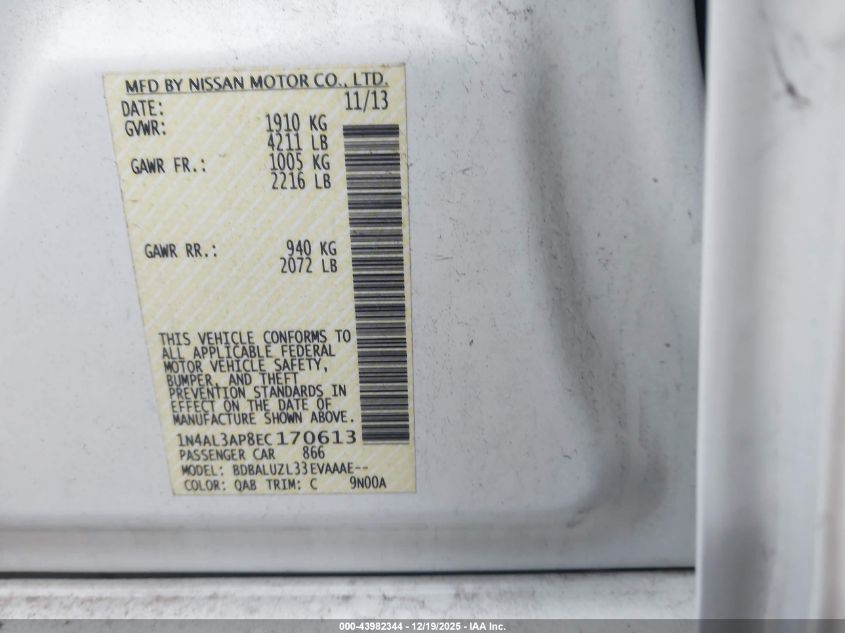 MFD BY NISSAN MOTOR CO., LTD.
DATE: 11/13
GVWR: 1910 KG
4211 LB
GAWR FR.: 1005 KG
2216 LB
GAWR RR.: 940 KG
2072 LB
THIS VEHICLE CONFORMS TO
ALL APPLICABLE FEDERAL
MOTOR VEHICLE SAFETY,
BUMPER, AND THEFT
PREVENTION STANDARDS IN
EFFECT ON THE DATE OF
MANUFACTURE SHOWN ABOVE.
1N4AL3AP8EC170613
PASSENGER CAR 866
MODEL: BDBALUZL33EVAAAE--
COLOR: QAB TRIM: C 9N00A
000-43982344 - 12/19/2025 - IAA Inc.